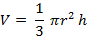 V = 1/3 πr² h